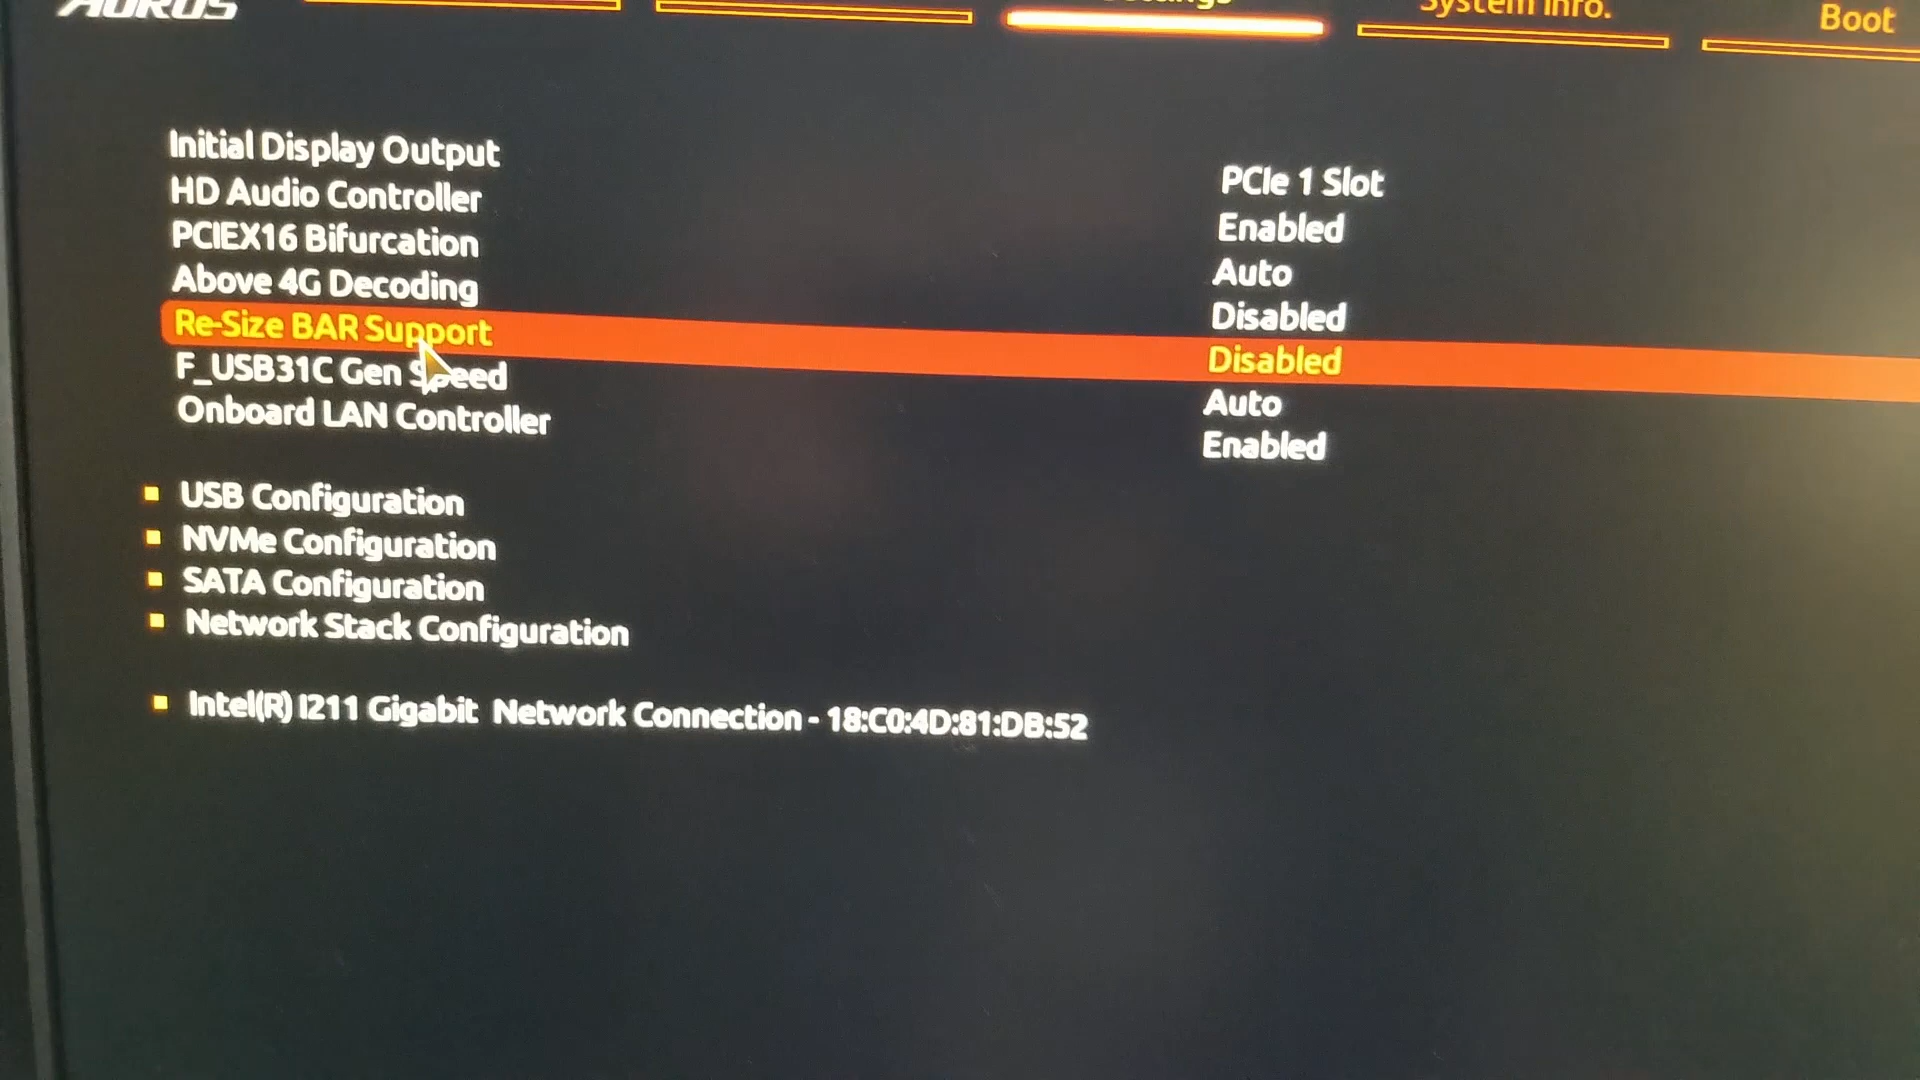 AORUS
System Info.
Boot
Initial Display Output PCIe 1 Slot
HD Audio Controller Enabled
PCIEX16 Bifurcation Auto
Above 4G Decoding Disabled
Re-Size BAR Support Disabled
F_USB31C Gen Speed Auto
Onboard LAN Controller Enabled
USB Configuration
NVMe Configuration
SATA Configuration
Network Stack Configuration
Intel(R) I211 Gigabit Network Connection - 18:C0:4D:81:DB:52